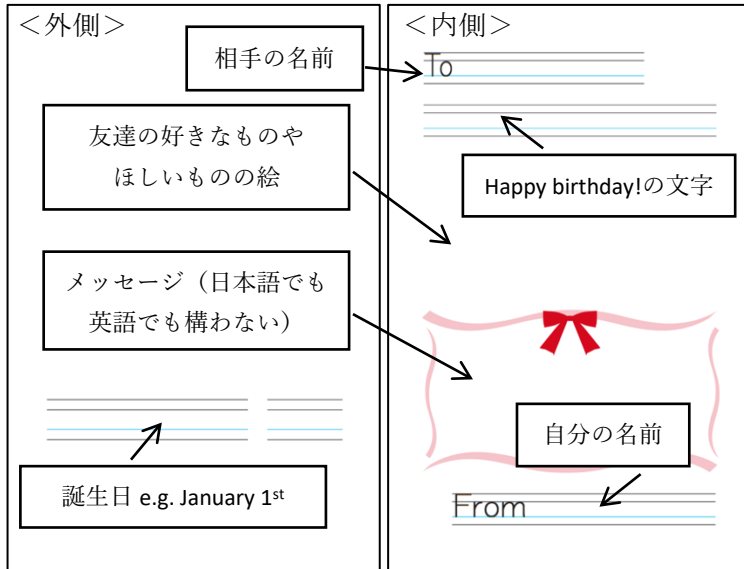 ＜外側＞
相手の名前
友達の好きなものや
ほしいものの絵
メッセージ（日本語でも
英語でも構わない）
誕生日 e.g. January 1st
＜内側＞
To
Happy birthday!の文字
自分の名前
From